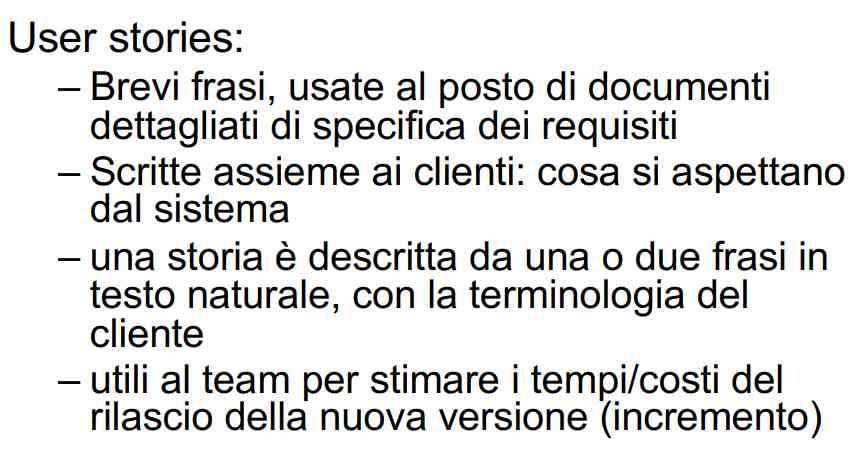 User stories:
– Brevi frasi, usate al posto di documenti
dettagliati di specifica dei requisiti
– Scritte assieme ai clienti: cosa si aspettano
dal sistema
– una storia è descritta da una o due frasi in
testo naturale, con la terminologia del
cliente
– utili al team per stimare i tempi/costi del
rilascio della nuova versione (incremento)